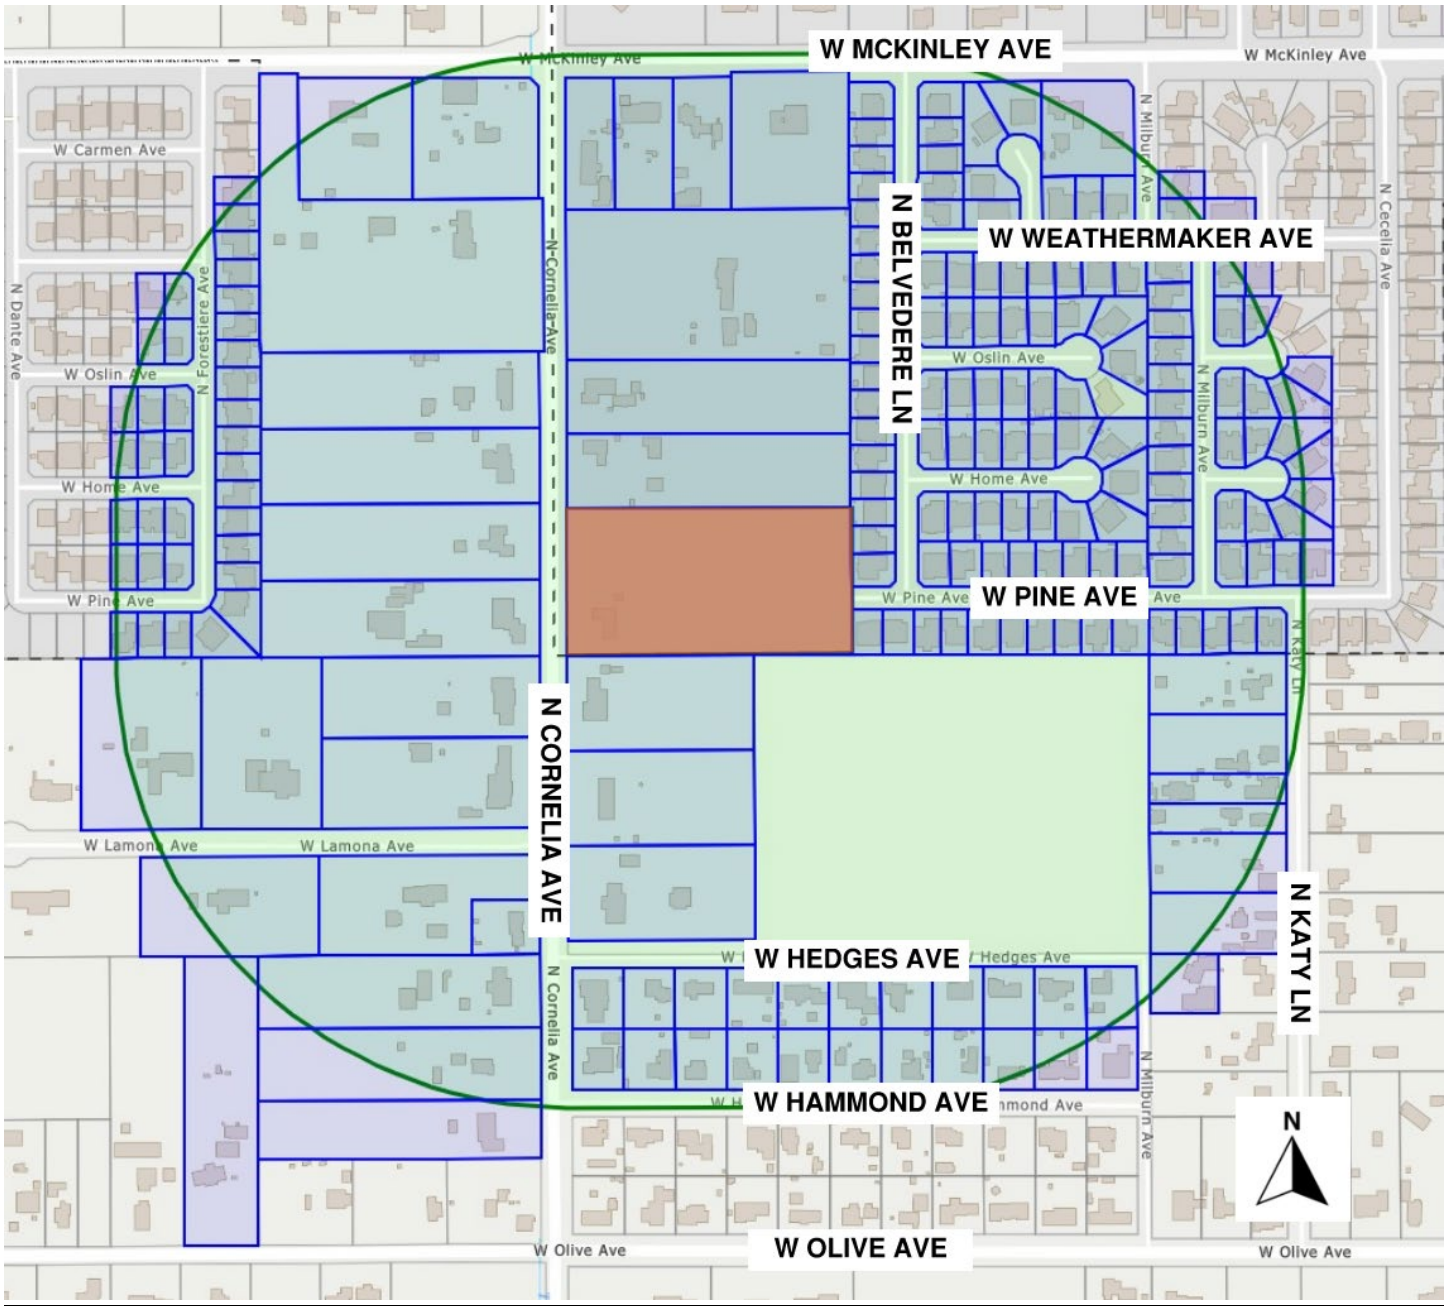 W MCKINLEY AVE
W McKinley Ave
W McKinley Ave
W Carmen Ave
N Milburn Ave
N Cecelia Ave
N BELVEDERE LN
W WEATHERMAKER AVE
N Cornelia Ave
N Forestiere Ave
N Dante Ave
W Oslin Ave
W Oslin Ave
N Milburn Ave
W Home Ave
W Home Ave
W Pine Ave
W Pine Ave
W PINE AVE
Ave
N Katy Ln
N CORNELIA AVE
W Lamona Ave
W Lamona Ave
N KATY LN
W HEDGES AVE
W Hedges Ave
N Cornelia Ave
N Milburn Ave
W H
W HAMMOND AVE
mmond Ave
N
W Olive Ave
W OLIVE AVE
W Olive Ave